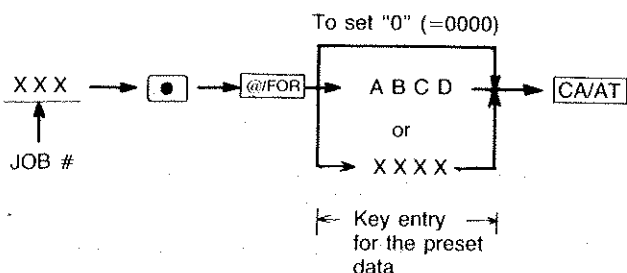 To set "0" (=0000)
XXX
@/FOR
A B C D
CA/AT
or
JOB #
X X X X
Key entry
for the preset
data